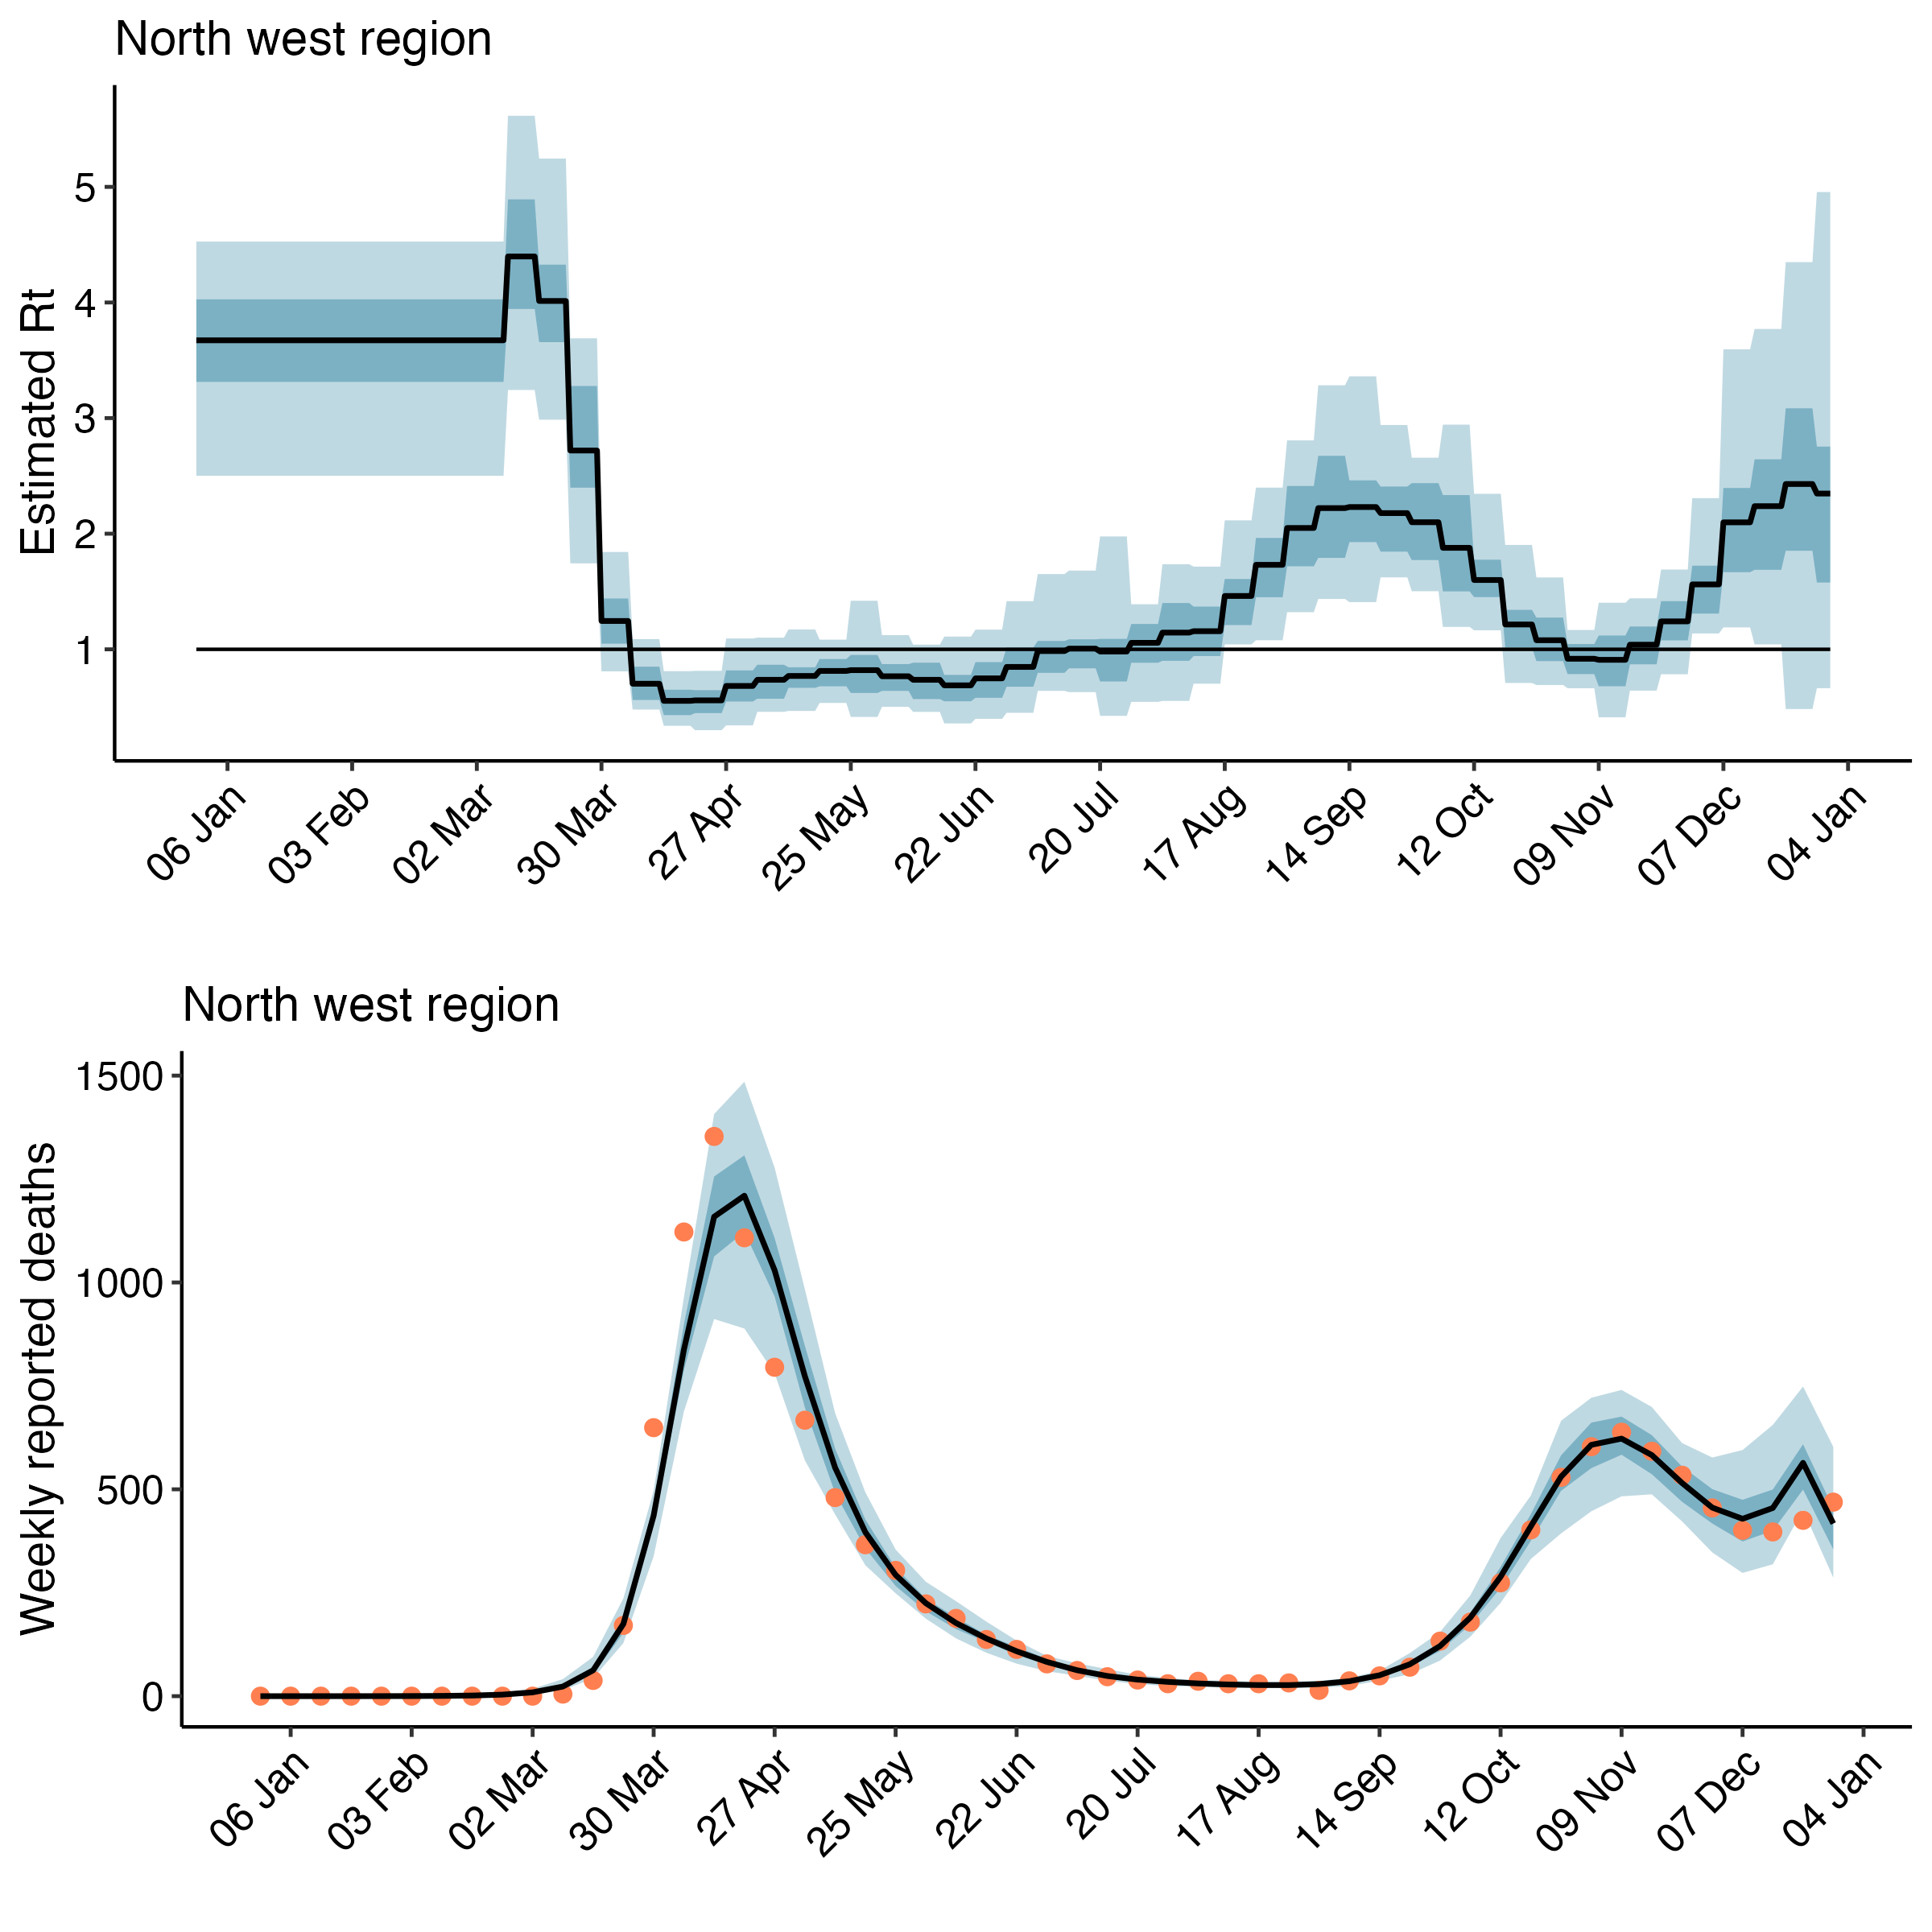 North west region
Estimated Rt
5
4
3
2
1
06 Jan
03 Feb
02 Mar
30 Mar
27 Apr
25 May
22 Jun
20 Jul
17 Aug
14 Sep
12 Oct
09 Nov
07 Dec
04 Jan
North west region
Weekly reported deaths
1500
1000
500
0
06 Jan
03 Feb
02 Mar
30 Mar
27 Apr
25 May
22 Jun
20 Jul
17 Aug
14 Sep
12 Oct
09 Nov
07 Dec
04 Jan